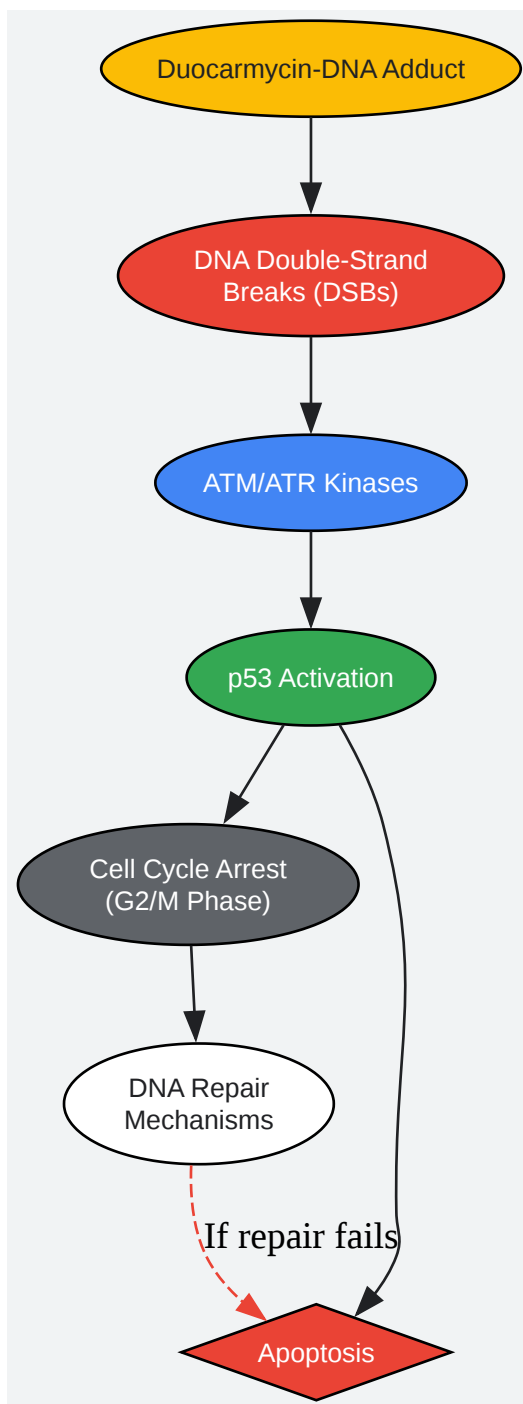 Duocarmycin-DNA Adduct
DNA Double-Strand
Breaks (DSBs)
ATM/ATR Kinases
p53 Activation
Cell Cycle Arrest
(G2/M Phase)
DNA Repair
Mechanisms
If repair fails
Apoptosis